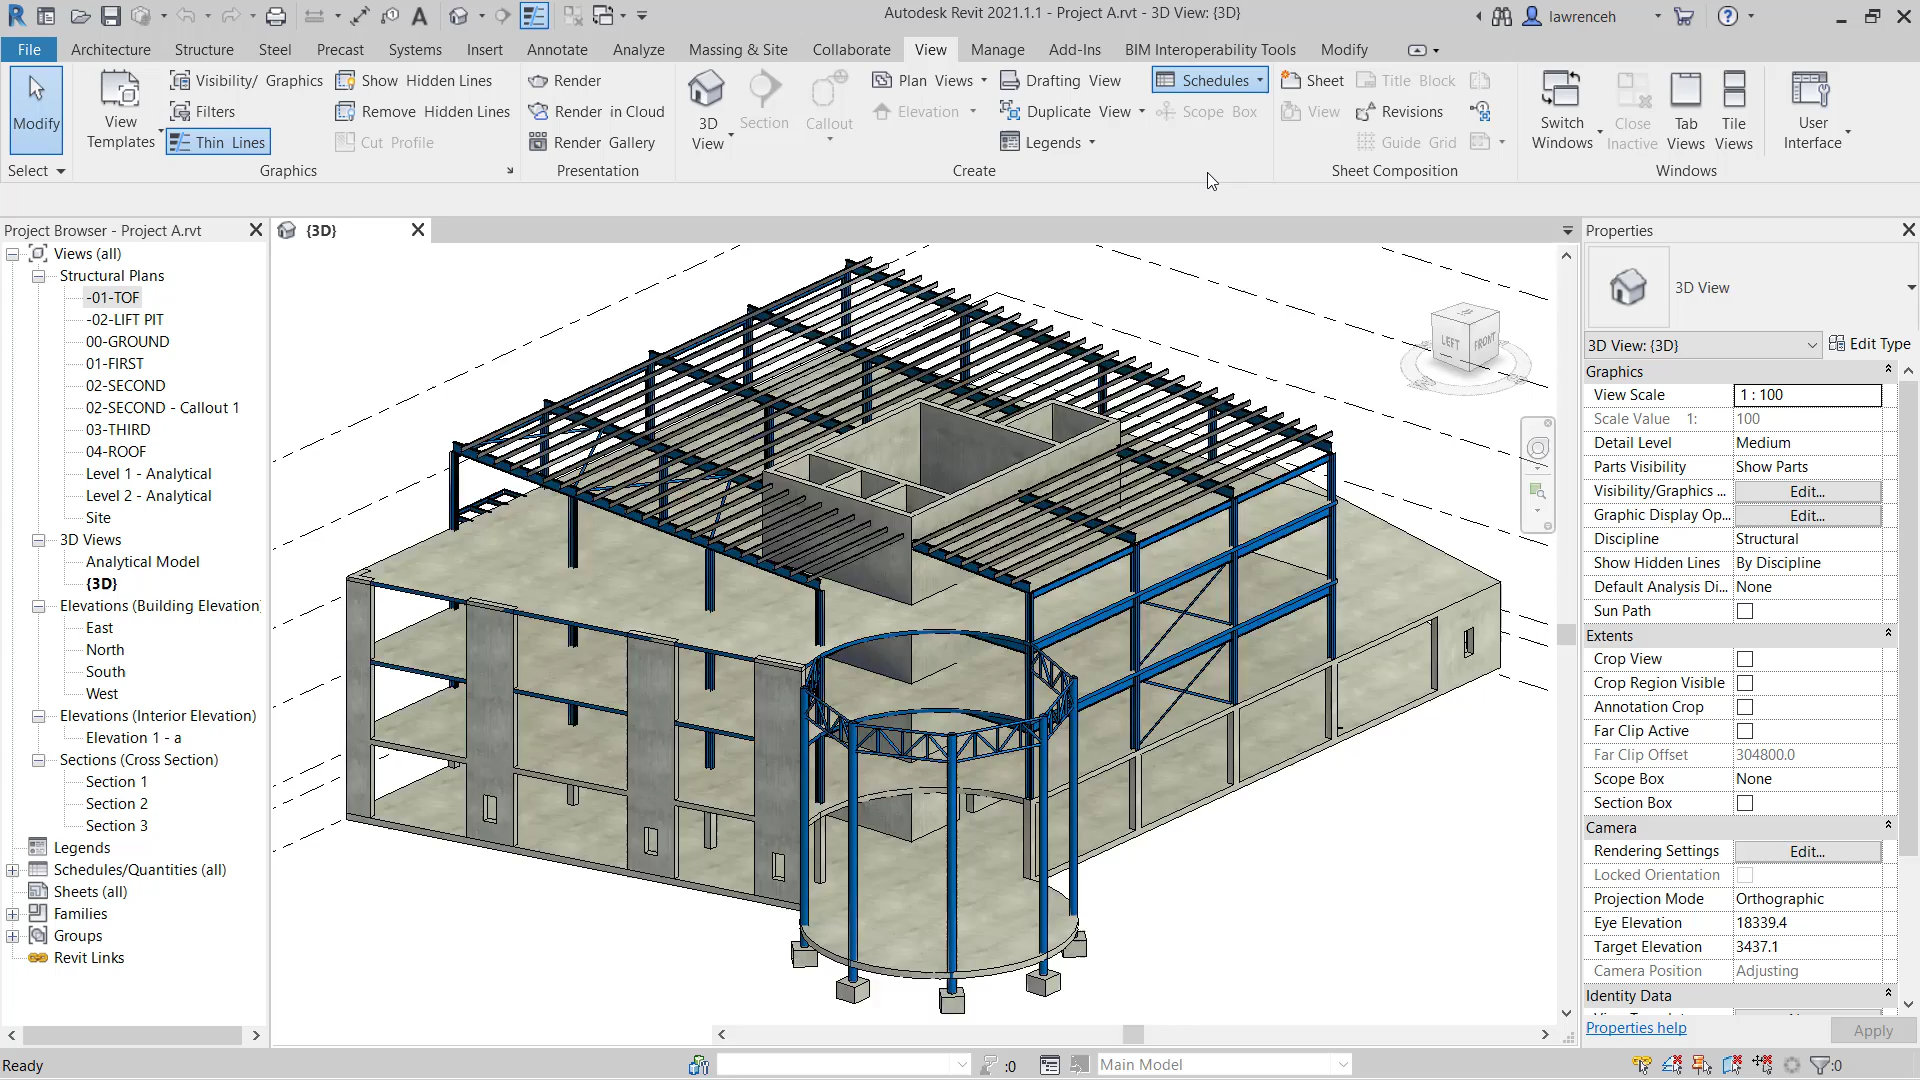 Autodesk Revit 2021.1.1 - Project A.rvt - 3D View: {3D}
lawrenceh
File Architecture Structure Steel Precast Systems Insert Annotate Analyze Massing & Site Collaborate View Manage Add-Ins BIM Interoperability Tools Modify
Modify
Select
View Templates
Visibility/ Graphics
Filters
Thin Lines
Show Hidden Lines
Remove Hidden Lines
Cut Profile
Graphics
Render
Render in Cloud
Render Gallery
Presentation
3D View
Section
Callout
Plan Views
Elevation
Drafting View
Duplicate View
Legends
Schedules
Scope Box
Create
Sheet
View
Title Block
Revisions
Guide Grid
Sheet Composition
Switch Windows
Close Inactive
Tab Views
Tile Views
Windows
User Interface
Project Browser - Project A.rvt
Views (all)
Structural Plans
-01-TOF
-02-LIFT PIT
00-GROUND
01-FIRST
02-SECOND
02-SECOND - Callout 1
03-THIRD
04-ROOF
Level 1 - Analytical
Level 2 - Analytical
Site
3D Views
Analytical Model
{3D}
Elevations (Building Elevation)
East
North
South
West
Elevations (Interior Elevation)
Elevation 1 - a
Sections (Cross Section)
Section 1
Section 2
Section 3
Legends
Schedules/Quantities (all)
Sheets (all)
Families
Groups
Revit Links
{3D}
LEFT
FRONT
Properties
3D View
3D View: {3D}
Edit Type
Graphics
View Scale 1 : 100
Scale Value 1: 100
Detail Level Medium
Parts Visibility Show Parts
Visibility/Graphics ... Edit...
Graphic Display Op... Edit...
Discipline Structural
Show Hidden Lines By Discipline
Default Analysis Di... None
Sun Path
Extents
Crop View
Crop Region Visible
Annotation Crop
Far Clip Active
Far Clip Offset 304800.0
Scope Box None
Section Box
Camera
Rendering Settings Edit...
Locked Orientation
Projection Mode Orthographic
Eye Elevation 18339.4
Target Elevation 3437.1
Camera Position Adjusting
Identity Data
Properties help
Apply
Ready
:0
Main Model
:0